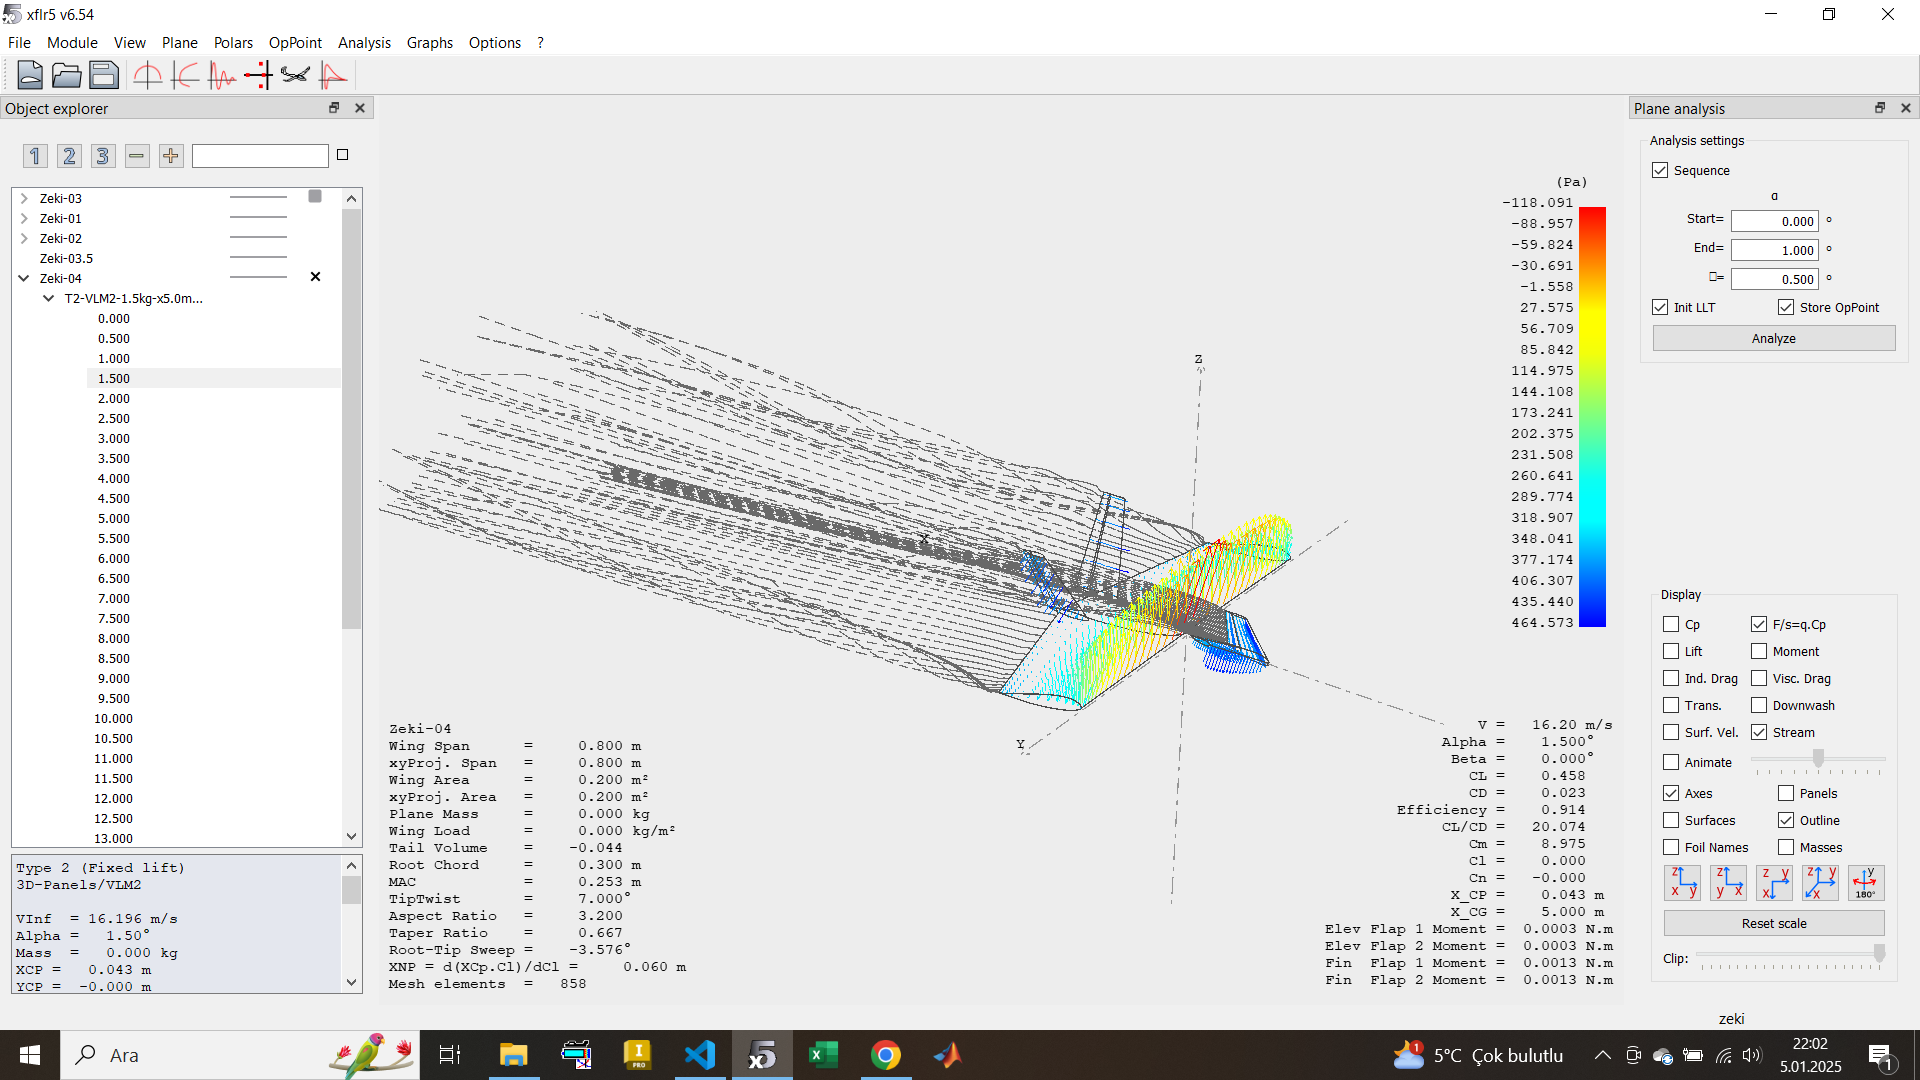 xflr5 v6.54
File Module View Plane Polars OpPoint Analysis Graphs Options ?
Object explorer
1 2 3
Zeki-03
Zeki-01
Zeki-02
Zeki-03.5
Zeki-04
T2-VLM2-1.5kg-x5.0m...
0.000
0.500
1.000
1.500
2.000
2.500
3.000
3.500
4.000
4.500
5.000
5.500
6.000
6.500
7.000
7.500
8.000
8.500
9.000
9.500
10.000
10.500
11.000
11.500
12.000
12.500
13.000
Type 2 (Fixed lift)
3D-Panels/VLM2
VInf = 16.196 m/s
Alpha = 1.50°
Mass = 0.000 kg
XCP = 0.043 m
YCP = -0.000 m
(Pa)
-118.091
-88.957
-59.824
-30.691
-1.558
27.575
56.709
85.842
114.975
144.108
173.241
202.375
231.508
260.641
289.774
318.907
348.041
377.174
406.307
435.440
464.573
Z
X
Y
Zeki-04
Wing Span = 0.800 m
xyProj. Span = 0.800 m
Wing Area = 0.200 m²
xyProj. Area = 0.200 m²
Plane Mass = 0.000 kg
Wing Load = 0.000 kg/m²
Tail Volume = -0.044
Root Chord = 0.300 m
MAC = 0.253 m
TipTwist = 7.000°
Aspect Ratio = 3.200
Taper Ratio = 0.667
Root-Tip Sweep = -3.576°
XNP = d(XCp.Cl)/dCl = 0.060 m
Mesh elements = 858
V = 16.20 m/s
Alpha = 1.500°
Beta = 0.000°
CL = 0.458
CD = 0.023
Efficiency = 0.914
CL/CD = 20.074
Cm = 8.975
Cl = 0.000
Cn = -0.000
X_CP = 0.043 m
X_CG = 5.000 m
Elev Flap 1 Moment = 0.0003 N.m
Elev Flap 2 Moment = 0.0003 N.m
Fin Flap 1 Moment = 0.0013 N.m
Fin Flap 2 Moment = 0.0013 N.m
Plane analysis
Analysis settings
Sequence
α
Start= 0.000 °
End= 1.000 °
□= 0.500 °
Init LLT Store OpPoint
Analyze
Display
Cp F/s=q.Cp
Lift Moment
Ind. Drag Visc. Drag
Trans. Downwash
Surf. Vel. Stream
Animate
Axes Panels
Surfaces Outline
Foil Names Masses
z x y z y x z y x z y x y 180°
Reset scale
Clip:
zeki
Ara
I PRO
x5
1 5°C Çok bulutlu
22:02
5.01.2025
1